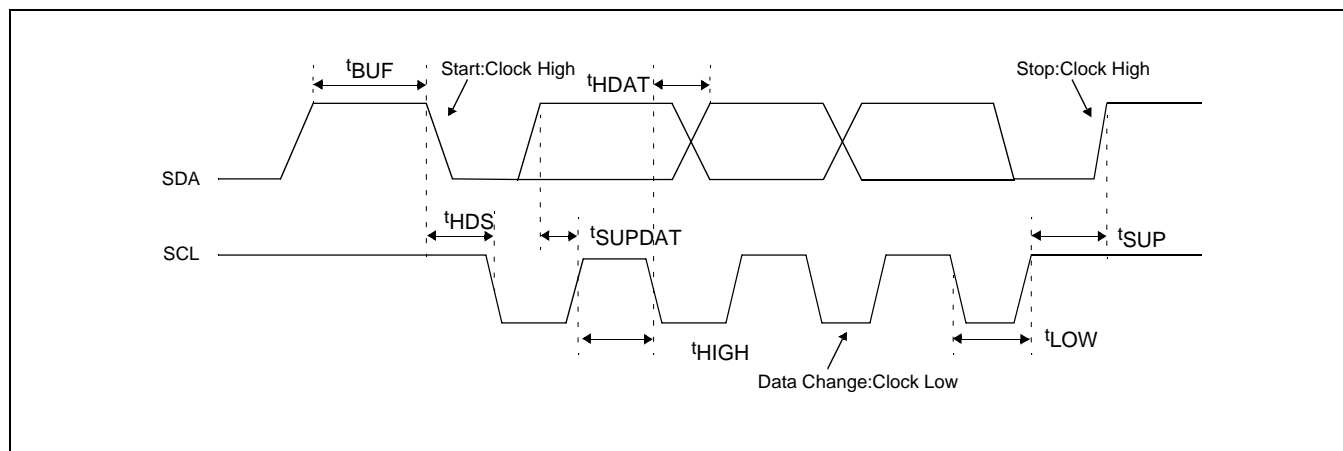 tBUF
Start:Clock High
tHDAT
Stop:Clock High
SDA
tHDS
tSUPDAT
tSUP
SCL
tHIGH
tLOW
Data Change:Clock Low